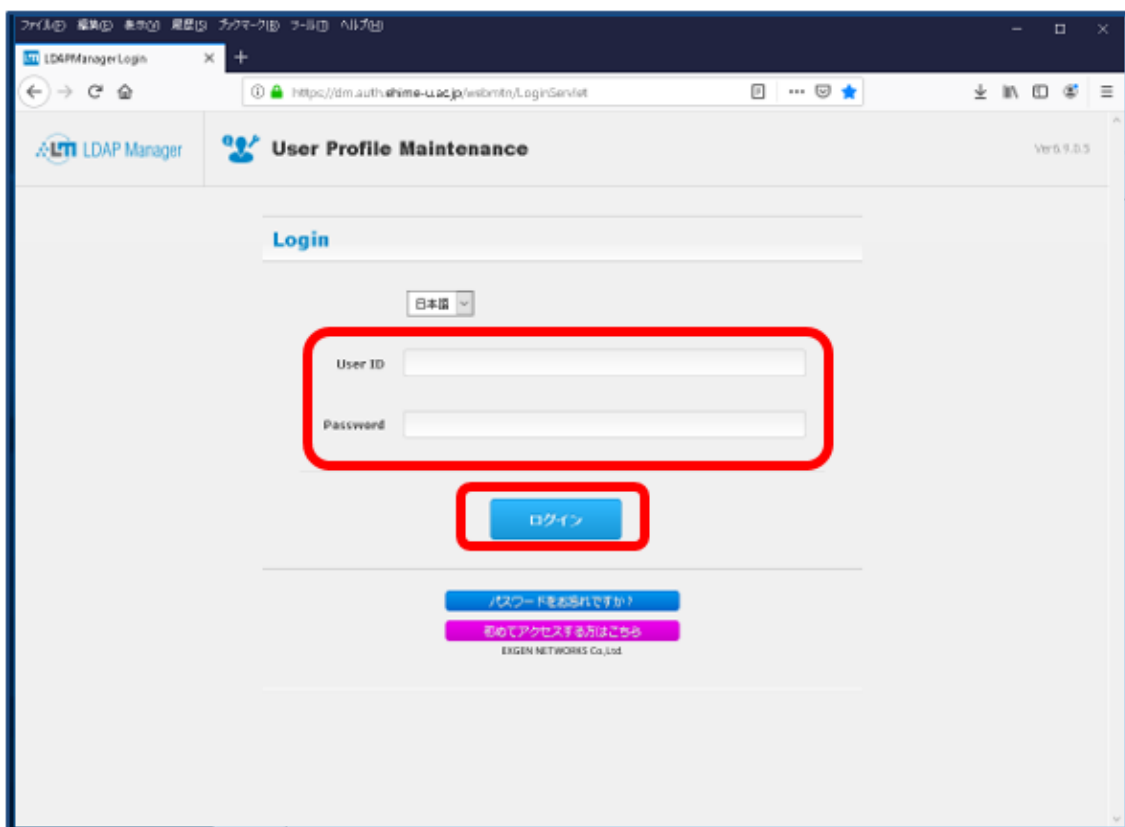 ファイル(F) 編集(E) 表示(V) 履歴(S) ブックマーク(B) ツール(T) ヘルプ(H)
LDAPManager Login
https://dm.auth.ehime-u.ac.jp/webmtn/LoginServlet
LM LDAP Manager
User Profile Maintenance
Ver6.9.0.5
Login
日本語
User ID
Password
ログイン
パスワードをお忘れですか?
初めてアクセスする方はこちら
EXGEN NETWORKS Co.,Ltd.